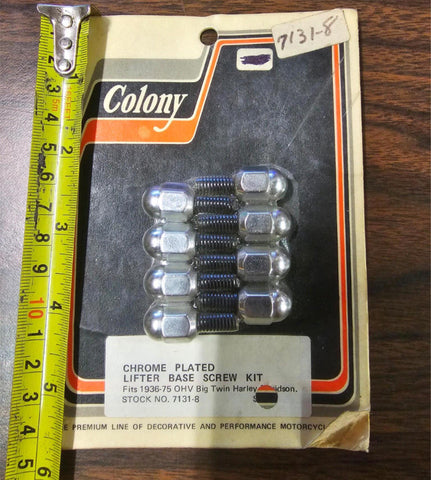 7131-8
Colony
CHROME PLATED
LIFTER BASE SCREW KIT
Fits 1936-75 OHV Big Twin Harley
STOCK NO. 7131-8
PREMIUM LINE OF DECORATIVE AND PERFORMANCE